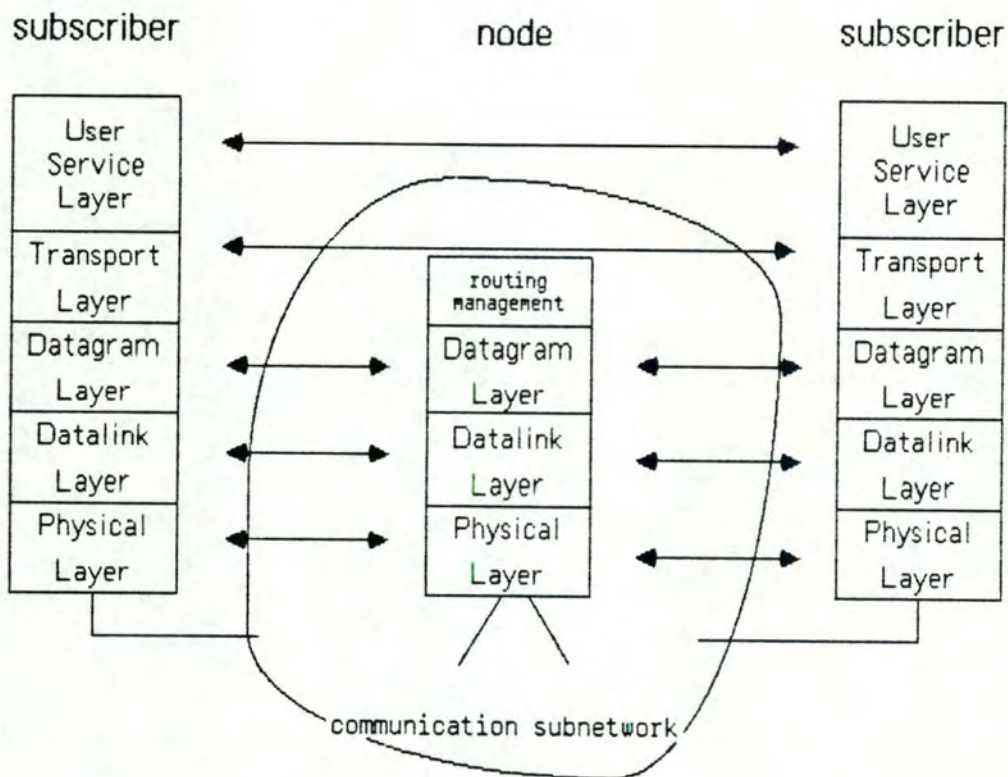 subscriber
node
subscriber
User
Service
Layer
Transport
Layer
Datagram
Layer
Datalink
Layer
Physical
Layer
routing
management
Datagram
Layer
Datalink
Layer
Physical
Layer
User
Service
Layer
Transport
Layer
Datagram
Layer
Datalink
Layer
Physical
Layer
communication subnetwork